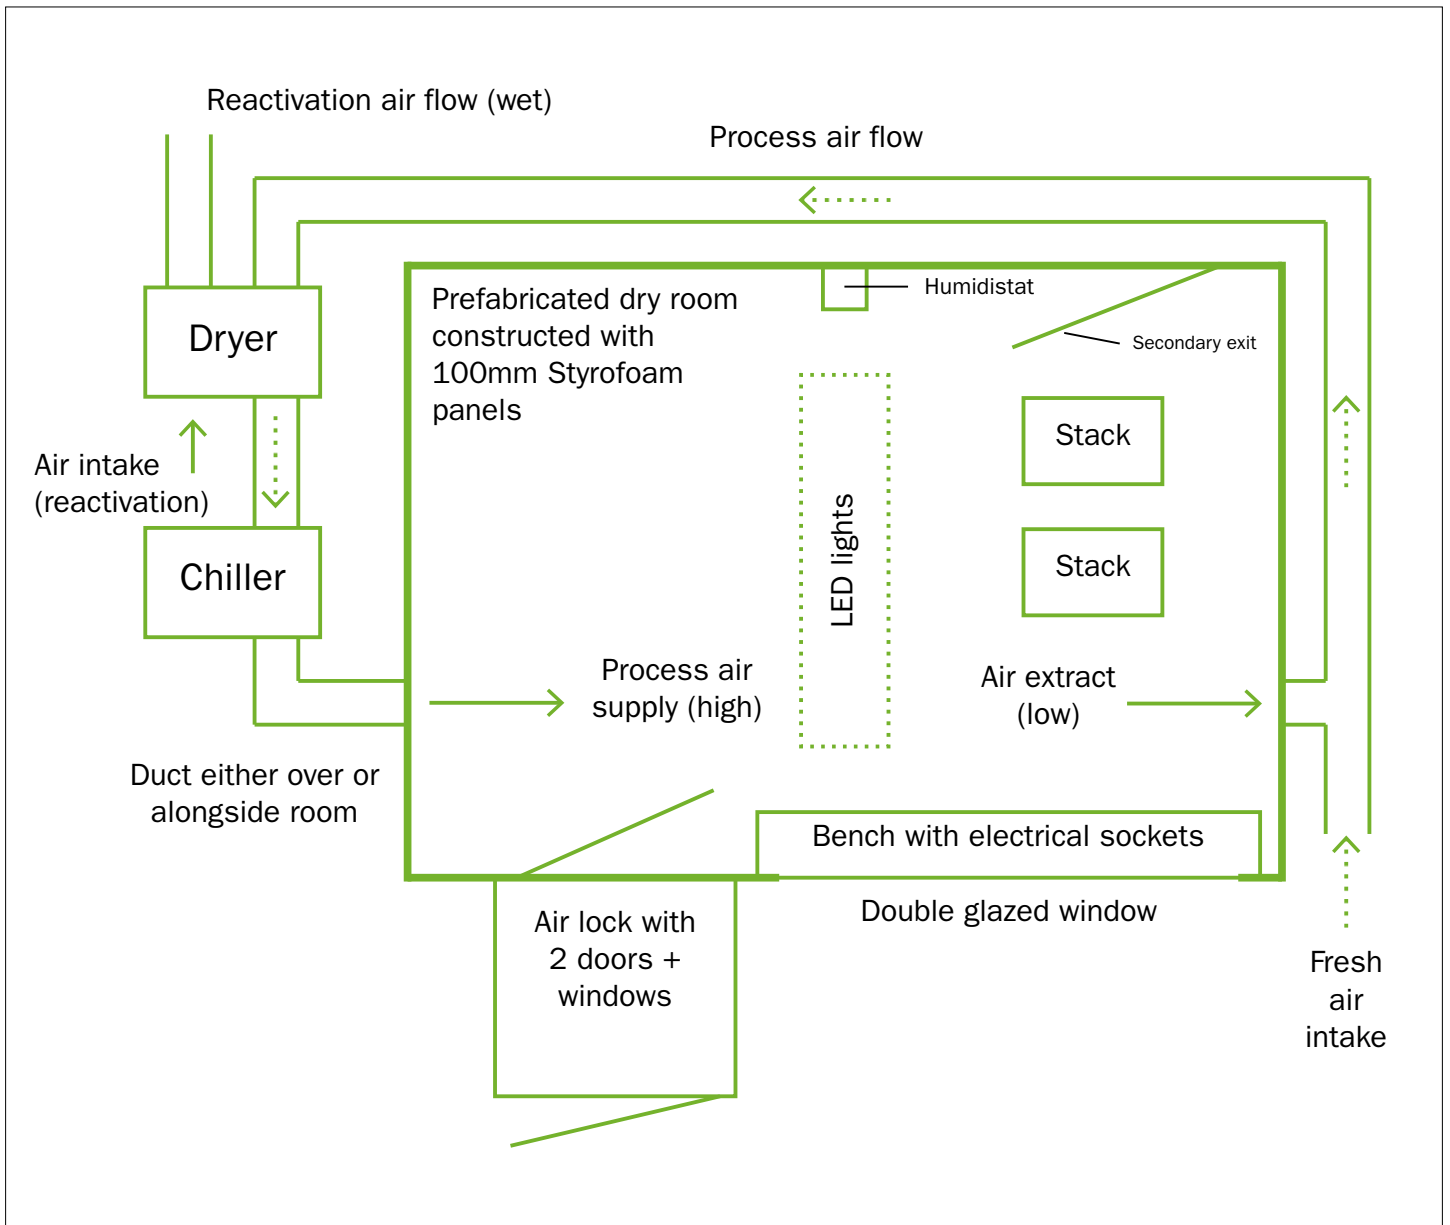 Reactivation air flow (wet)
Process air flow
Prefabricated dry room
constructed with
100mm Styrofoam
panels
Humidistat
Secondary exit
Dryer
Air intake
(reactivation)
Chiller
LED lights
Stack
Stack
Process air
supply (high)
Air extract
(low)
Duct either over or
alongside room
Bench with electrical sockets
Double glazed window
Air lock with
2 doors +
windows
Fresh
air
intake